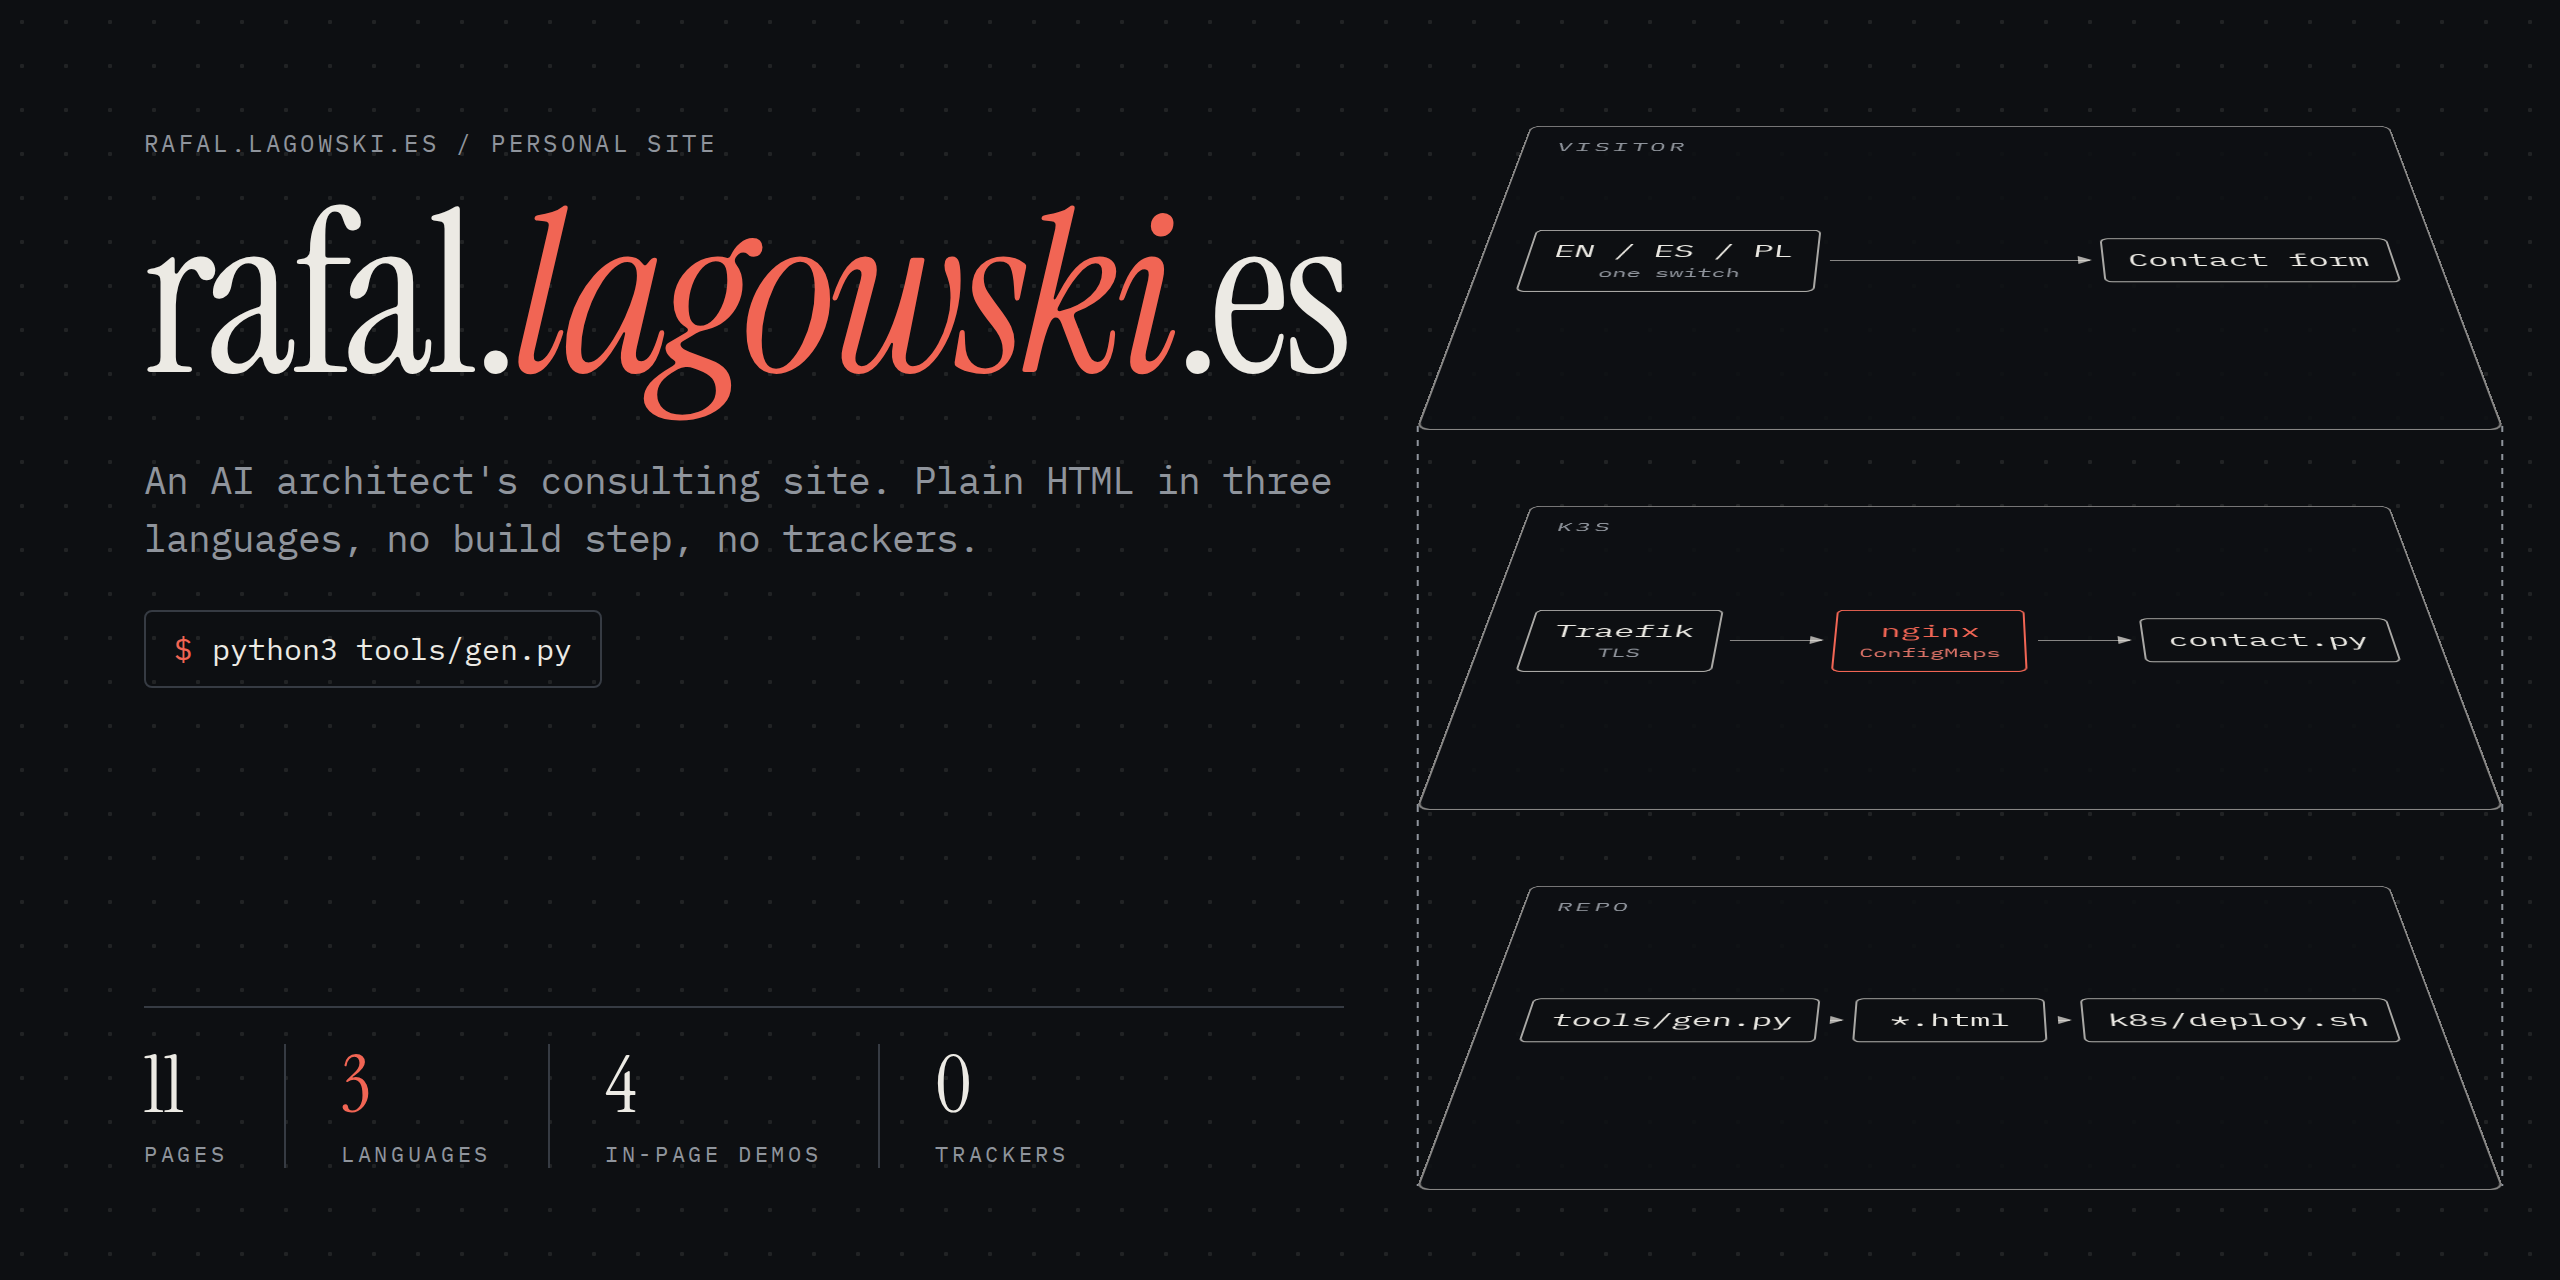 RAFAL.LAGOWSKI.ES / PERSONAL SITE
rafal.lagowski.es
An AI architect's consulting site. Plain HTML in three
languages, no build step, no trackers.
$ python3 tools/gen.py
11
PAGES
3
LANGUAGES
4
IN-PAGE DEMOS
0
TRACKERS
VISITOR
EN / ES / PL
one switch
Contact form
K3S
Traefik
TLS
nginx
ConfigMaps
contact.py
REPO
tools/gen.py
*.html
k8s/deploy.sh